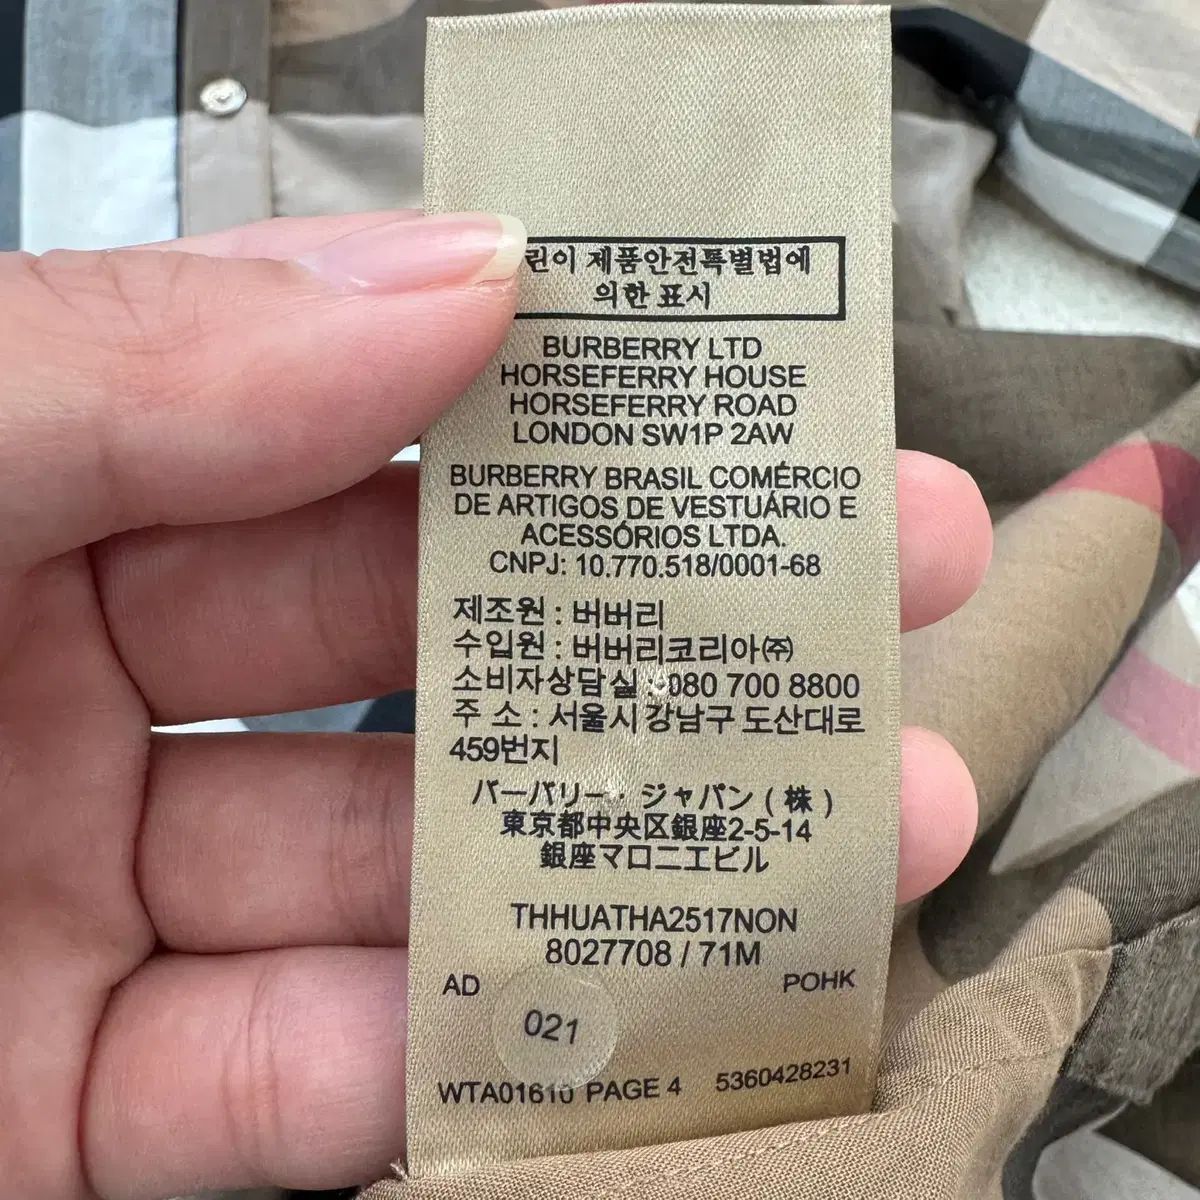 린이 제품안전특별법에
의한 표시
BURBERRY LTD
HORSEFERRY HOUSE
HORSEFERRY ROAD
LONDON SW1P 2AW
BURBERRY BRASIL COMÉRCIO
DE ARTIGOS DE VESTUÁRIO E
ACESSÓRIOS LTDA.
CNPJ: 10.770.518/0001-68
제조원 : 버버리
수입원 : 버버리코리아㈜
소비자상담실 : 080 700 8800
주 소 : 서울시 강남구 도산대로
459번지
バーバリー・ジャパン ( 株 )
東京都中央区銀座2-5-14
銀座マロニエビル
THHUATHA2517NON
8027708 / 71M
AD POHK
021
WTA01610 PAGE 4 5360428231